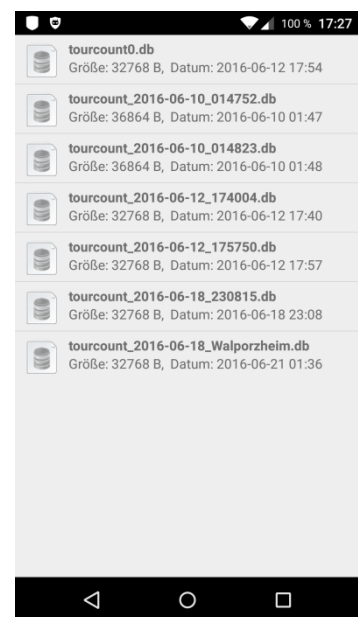 100 % 17:27
tourcount0.db
Größe: 32768 B, Datum: 2016-06-12 17:54
tourcount_2016-06-10_014752.db
Größe: 36864 B, Datum: 2016-06-10 01:47
tourcount_2016-06-10_014823.db
Größe: 36864 B, Datum: 2016-06-10 01:48
tourcount_2016-06-12_174004.db
Größe: 32768 B, Datum: 2016-06-12 17:40
tourcount_2016-06-12_175750.db
Größe: 32768 B, Datum: 2016-06-12 17:57
tourcount_2016-06-18_230815.db
Größe: 32768 B, Datum: 2016-06-18 23:08
tourcount_2016-06-18_Walporzheim.db
Größe: 32768 B, Datum: 2016-06-21 01:36